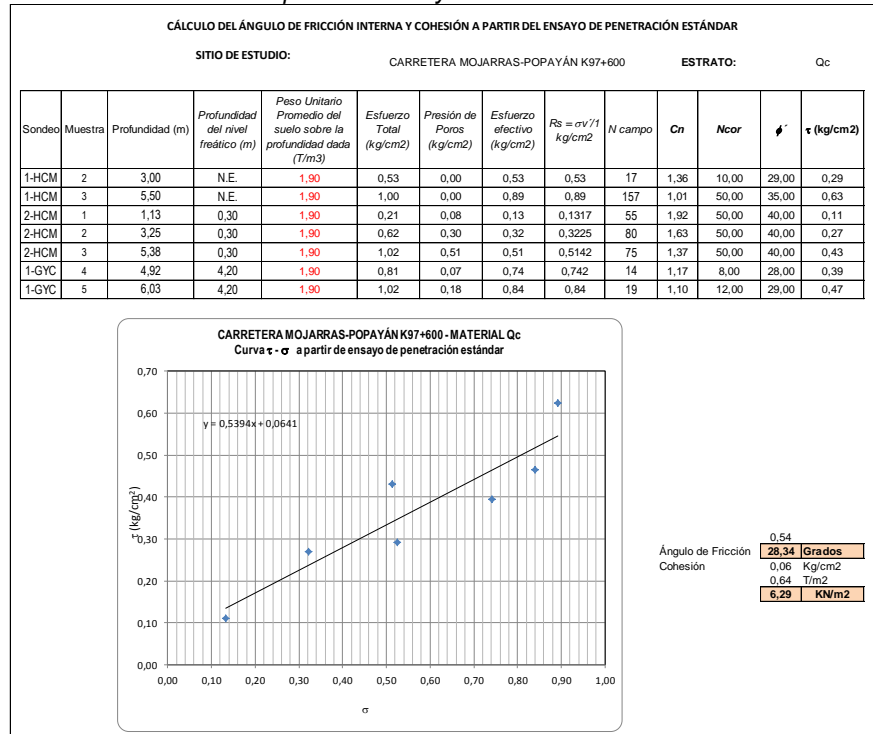 CÁLCULO DEL ÁNGULO DE FRICCIÓN INTERNA Y COHESIÓN A PARTIR DEL ENSAYO DE PENETRACIÓN ESTÁNDAR
SITIO DE ESTUDIO: CARRETERA MOJARRAS-POPAYÁN K97+600 ESTRATO: Qc
Sondeo Muestra Profundidad (m) Profundidad del nivel freático (m) Peso Unitario Promedio del suelo sobre la profundidad dada (T/m3) Esfuerzo Total (kg/cm2) Presión de Poros (kg/cm2) Esfuerzo efectivo (kg/cm2) Rs = σv'/1 kg/cm2 N campo Cn Ncor ϕ´ τ (kg/cm2)
1-HCM 2 3,00 N.E. 1,90 0,53 0,00 0,53 0,53 17 1,36 10,00 29,00 0,29
1-HCM 3 5,50 N.E. 1,90 1,00 0,00 0,89 0,89 157 1,01 50,00 35,00 0,63
2-HCM 1 1,13 0,30 1,90 0,21 0,08 0,13 0,1317 55 1,92 50,00 40,00 0,11
2-HCM 2 3,25 0,30 1,90 0,62 0,30 0,32 0,3225 80 1,63 50,00 40,00 0,27
2-HCM 3 5,38 0,30 1,90 1,02 0,51 0,51 0,5142 75 1,37 50,00 40,00 0,43
1-GYC 4 4,92 4,20 1,90 0,81 0,07 0,74 0,742 14 1,17 8,00 28,00 0,39
1-GYC 5 6,03 4,20 1,90 1,02 0,18 0,84 0,84 19 1,10 12,00 29,00 0,47
CARRETERA MOJARRAS-POPAYÁN K97+600 - MATERIAL Qc
Curva τ - σ a partir de ensayo de penetración estándar
0,70
0,60
y = 0,5394x + 0,0641
0,50
0,40
τ (kg/cm²)
0,30
0,20
0,10
0,00
0,00 0,10 0,20 0,30 0,40 0,50 0,60 0,70 0,80 0,90 1,00
σ
0,54
Ángulo de Fricción 28,34 Grados
Cohesión 0,06 Kg/cm2
0,64 T/m2
6,29 KN/m2